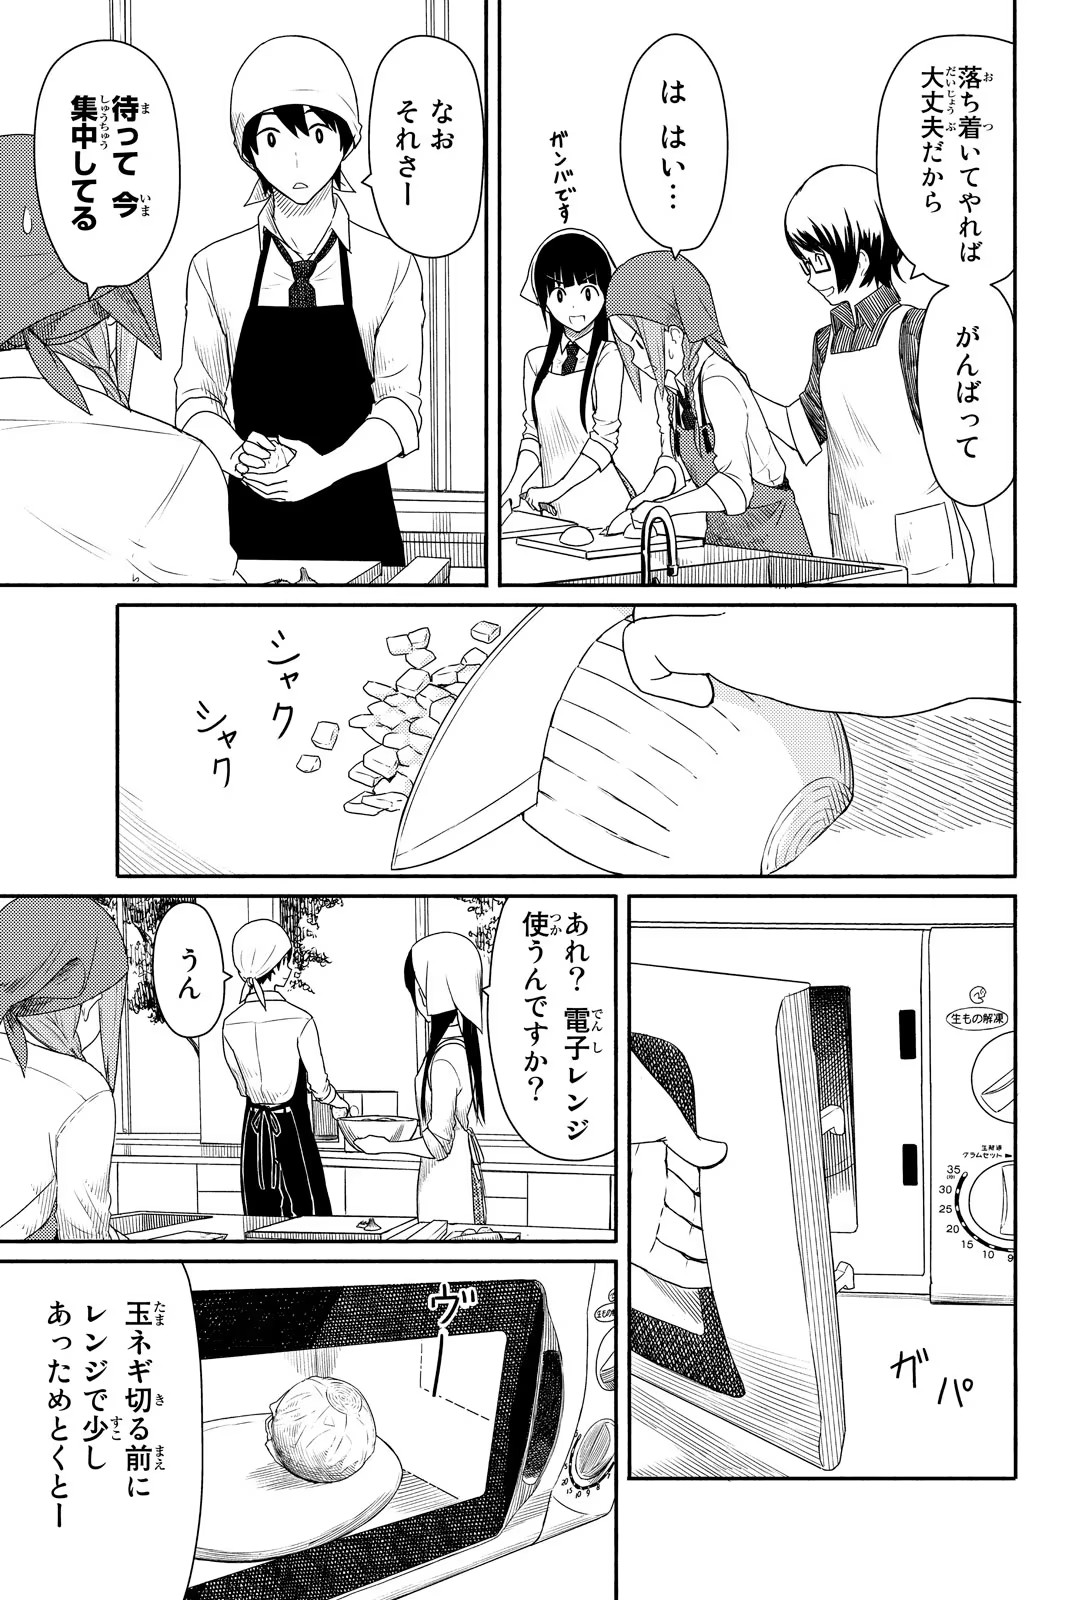 落ち着いてやれば
大丈夫だから
がんばって
は はい…
ガンバです
なお
それさー
待って 今
集中してる
シャク
シャク
生もの解凍
35
30
25
20
15
10
9
ガパ
あれ? 電子レンジ
使うんですか?
うん
ヴー
玉ネギ切る前に
レンジで少し
あっためとくとー